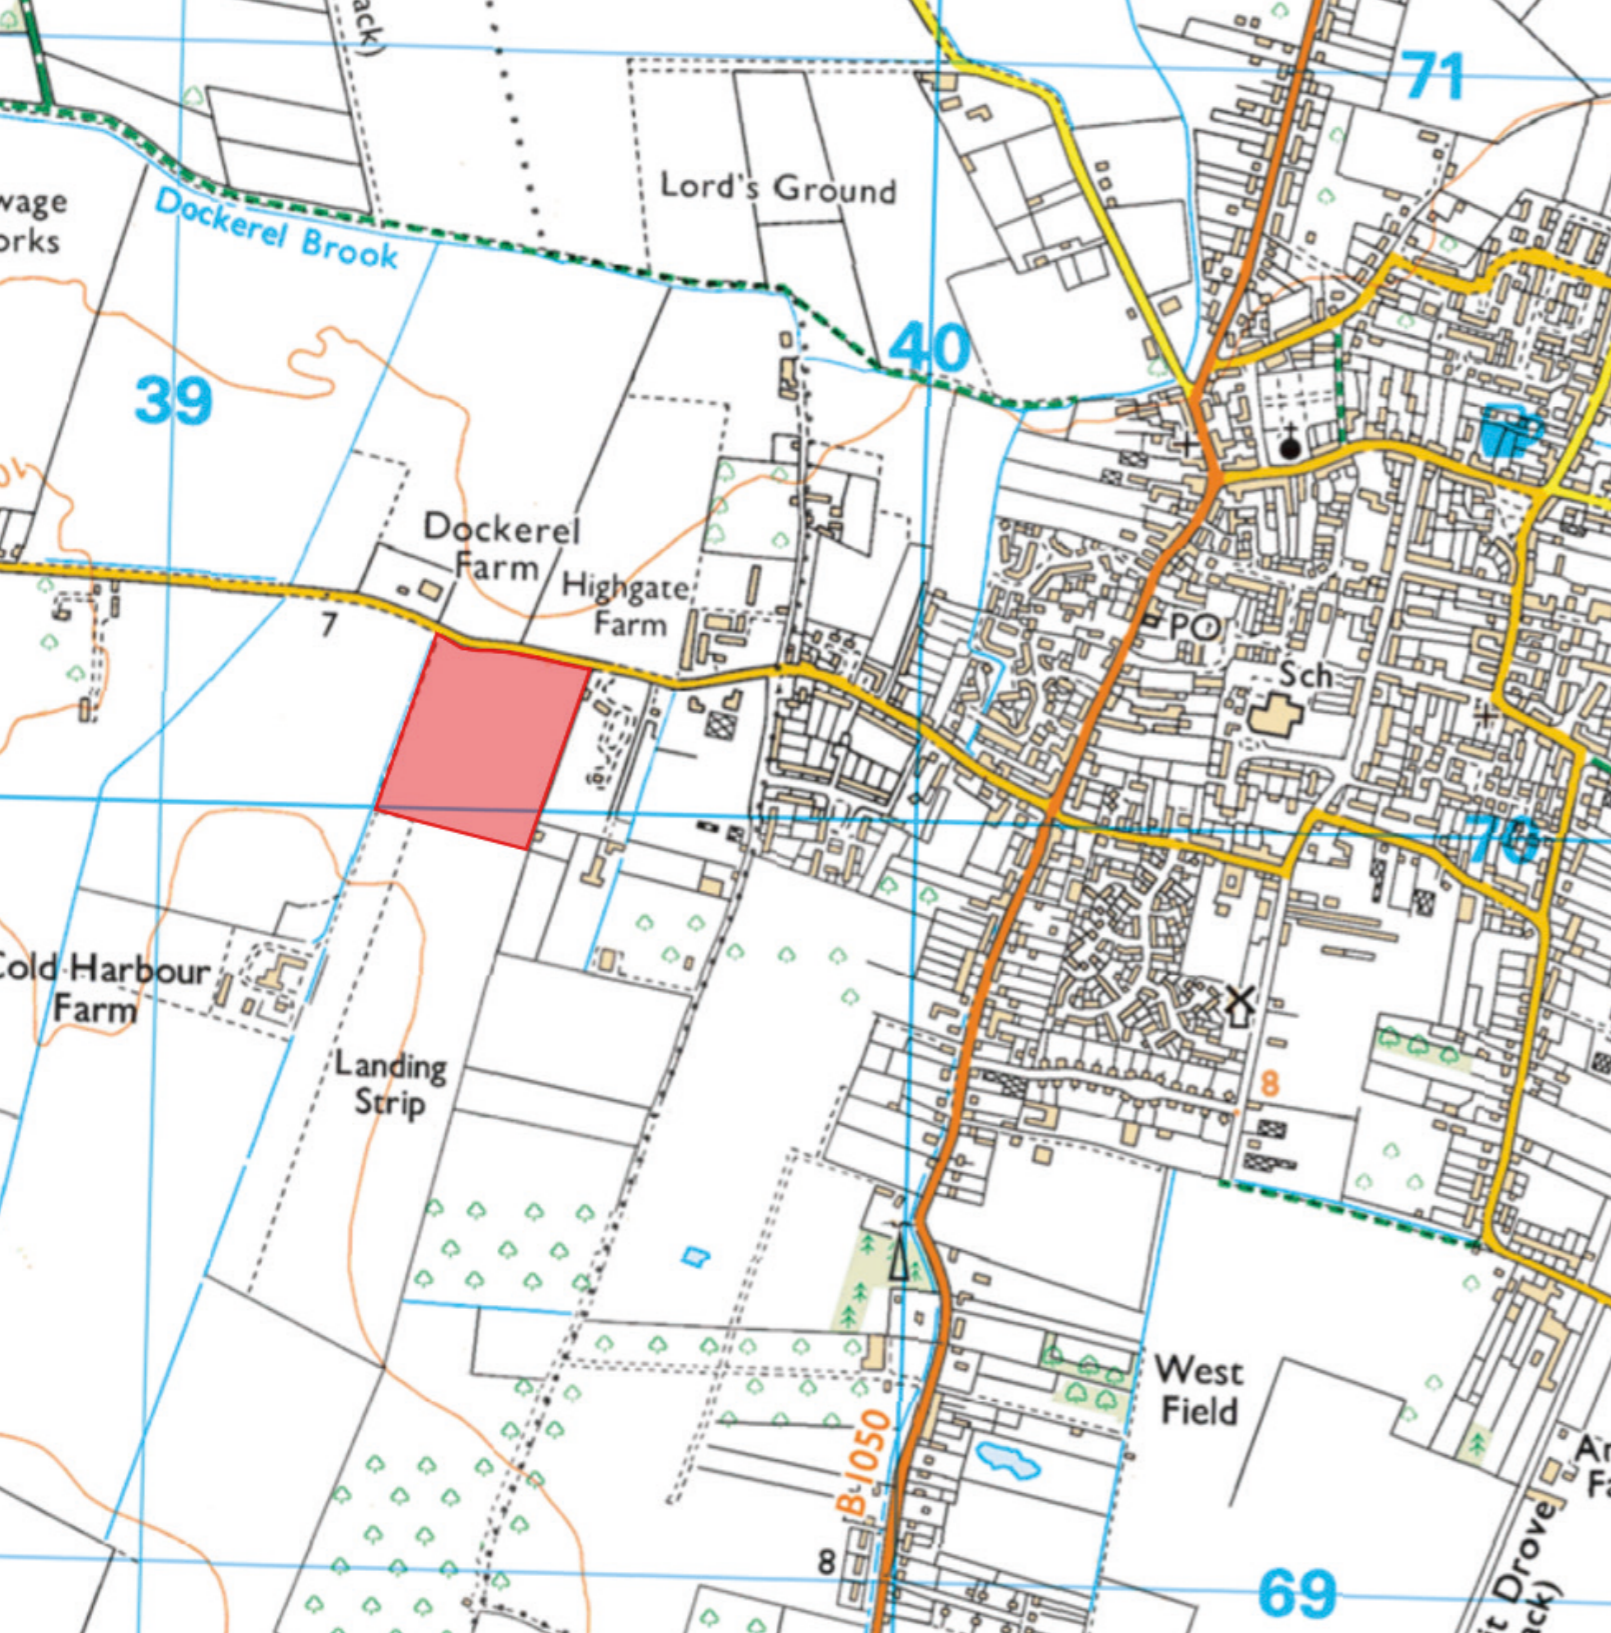 71
Lord's Ground
Dockerel Brook
40
39
Dockerel
Farm
Highgate
Farm
7
PO
Sch
70
Cold Harbour
Farm
Landing
Strip
8
West
Field
B 1050
8
69